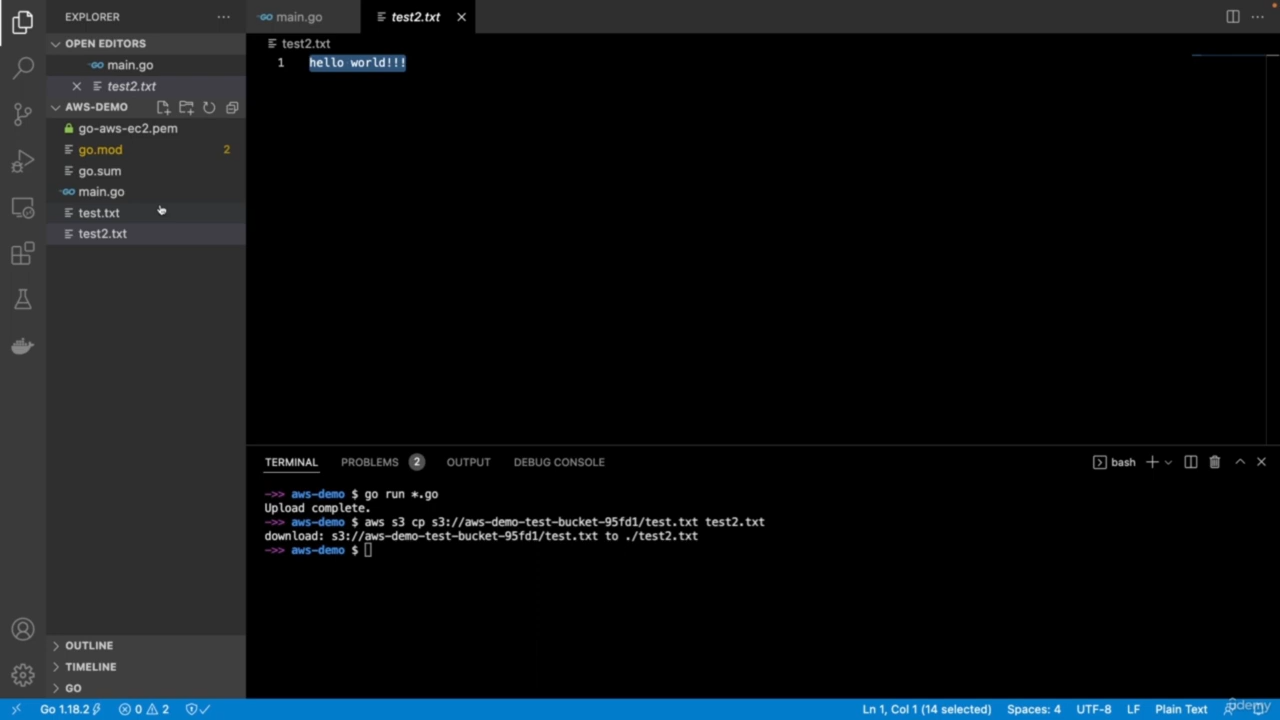 EXPLORER
main.go
test2.txt
OPEN EDITORS
main.go
test2.txt
AWS-DEMO
go-aws-ec2.pem
go.mod 2
go.sum
main.go
test.txt
test2.txt
OUTLINE
TIMELINE
GO
test2.txt
1 hello world!!!
TERMINAL PROBLEMS 2 OUTPUT DEBUG CONSOLE
bash
->> aws-demo $ go run *.go
Upload complete.
->> aws-demo $ aws s3 cp s3://aws-demo-test-bucket-95fd1/test.txt test2.txt
download: s3://aws-demo-test-bucket-95fd1/test.txt to ./test2.txt
->> aws-demo $
Go 1.18.2 0 2 Ln 1, Col 1 (14 selected) Spaces: 4 UTF-8 LF Plain Text
udemy